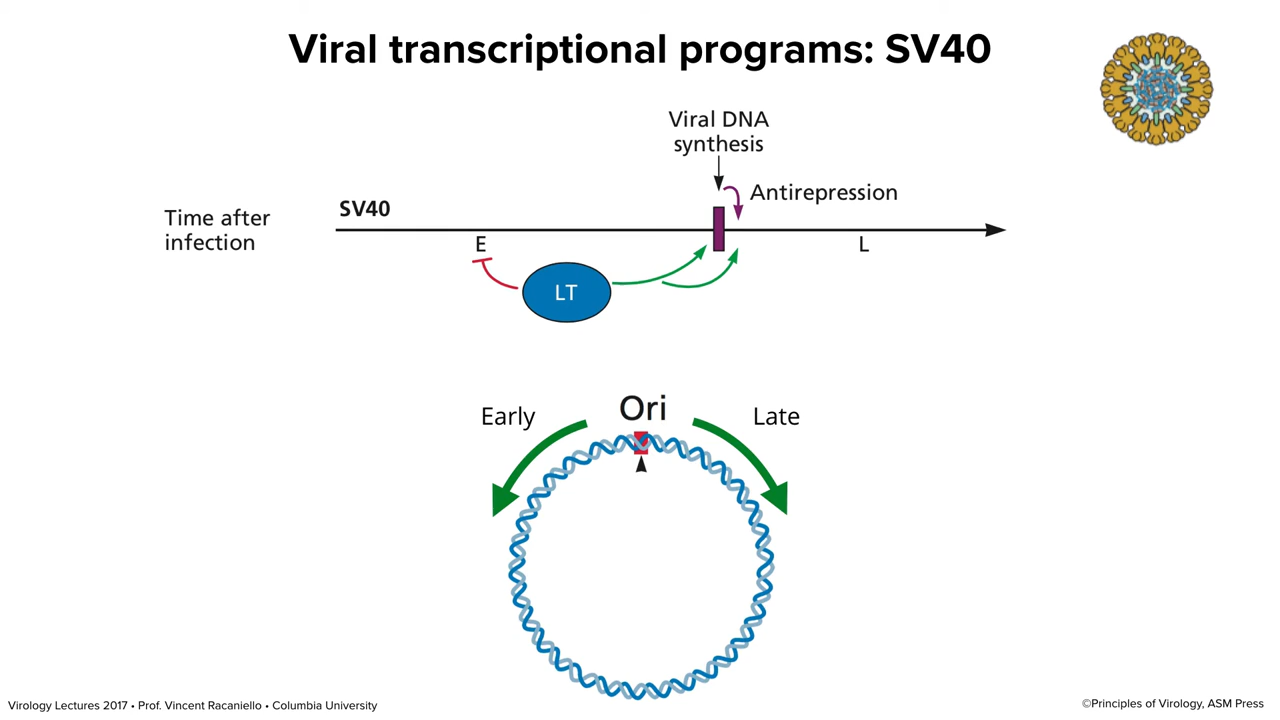 Viral transcriptional programs: SV40
Viral DNA
synthesis
Antirepression
Time after
infection
SV40
E
L
LT
Ori
Early
Late
Virology Lectures 2017 • Prof. Vincent Racaniello • Columbia University
©Principles of Virology, ASM Press